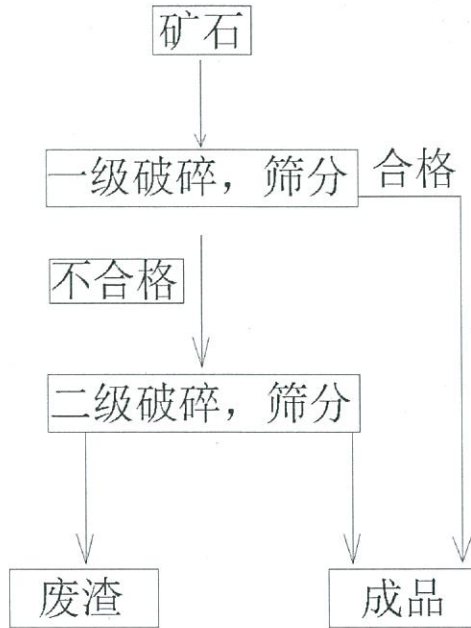 矿石
一级破碎，筛分
合格
不合格
二级破碎，筛分
废渣
成品